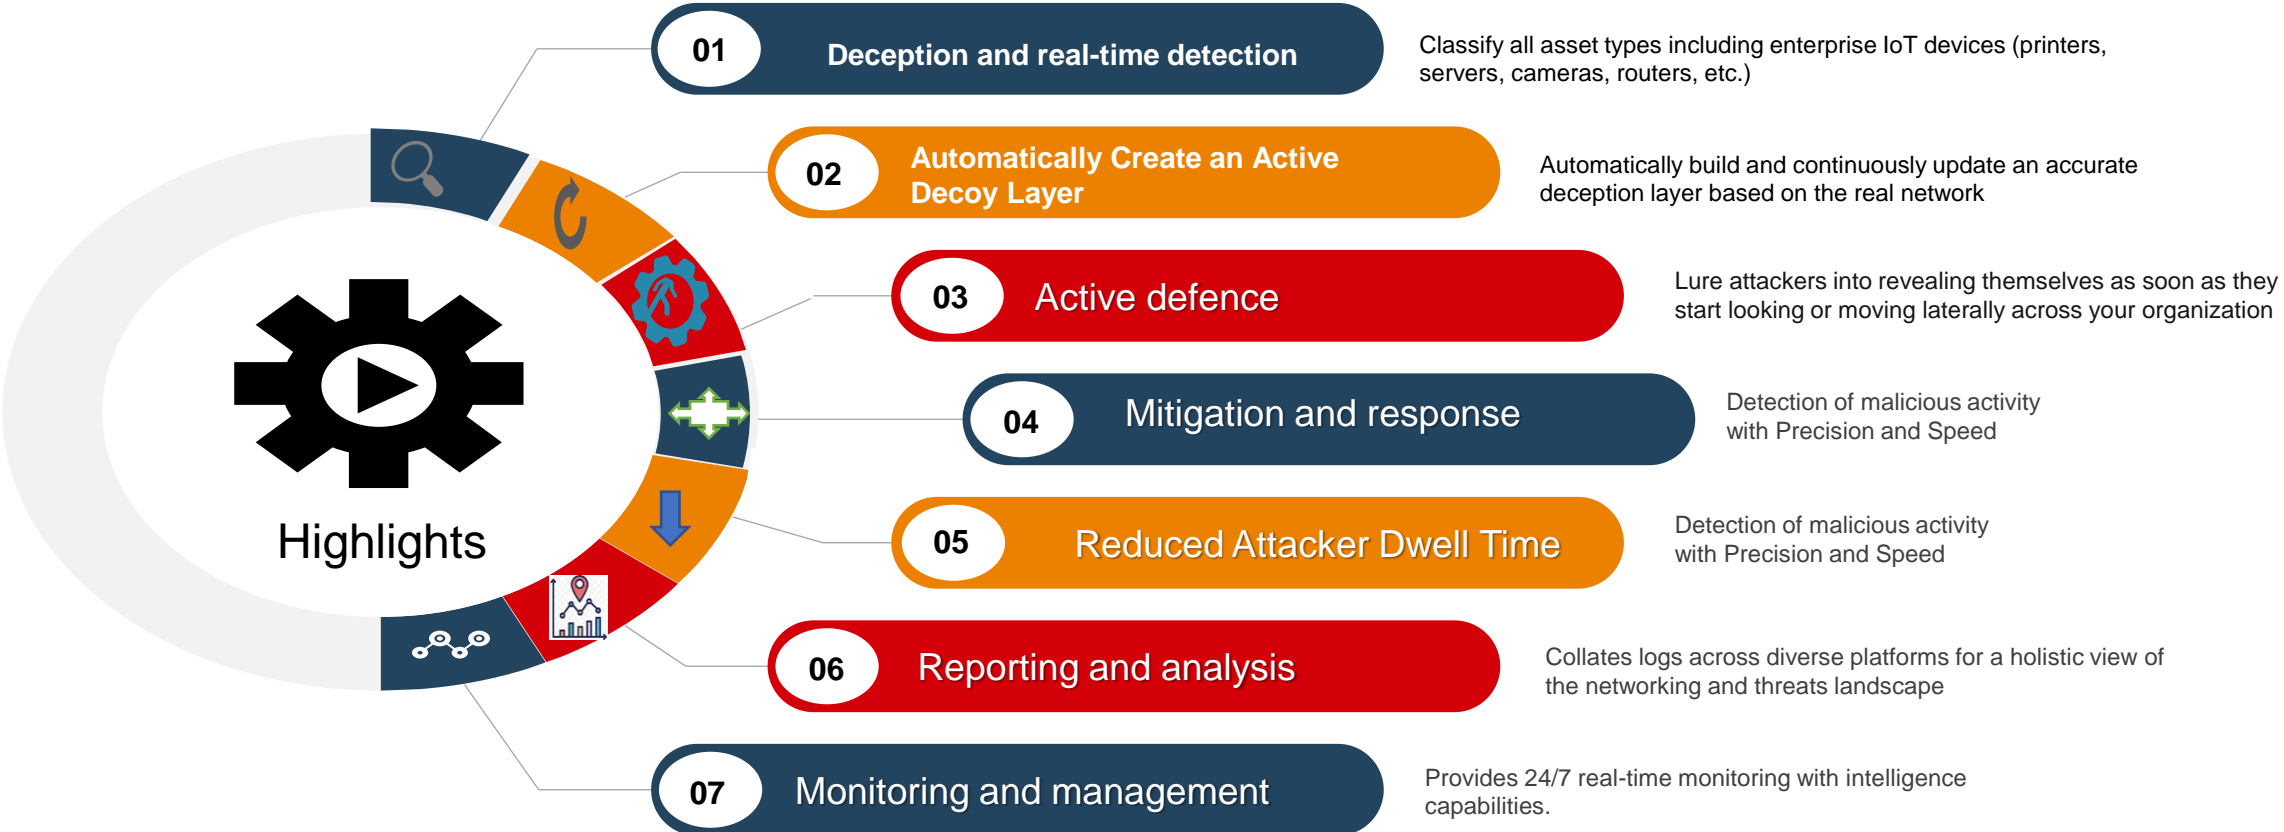 01
Deception and real-time detection
Classify all asset types including enterprise IoT devices (printers,
servers, cameras, routers, etc.)
02
Automatically Create an Active
Decoy Layer
Automatically build and continuously update an accurate
deception layer based on the real network
03
Active defence
Lure attackers into revealing themselves as soon as they
start looking or moving laterally across your organization
04
Mitigation and response
Detection of malicious activity
with Precision and Speed
Highlights
05
Reduced Attacker Dwell Time
Detection of malicious activity
with Precision and Speed
06
Reporting and analysis
Collates logs across diverse platforms for a holistic view of
the networking and threats landscape
07
Monitoring and management
Provides 24/7 real-time monitoring with intelligence
capabilities.